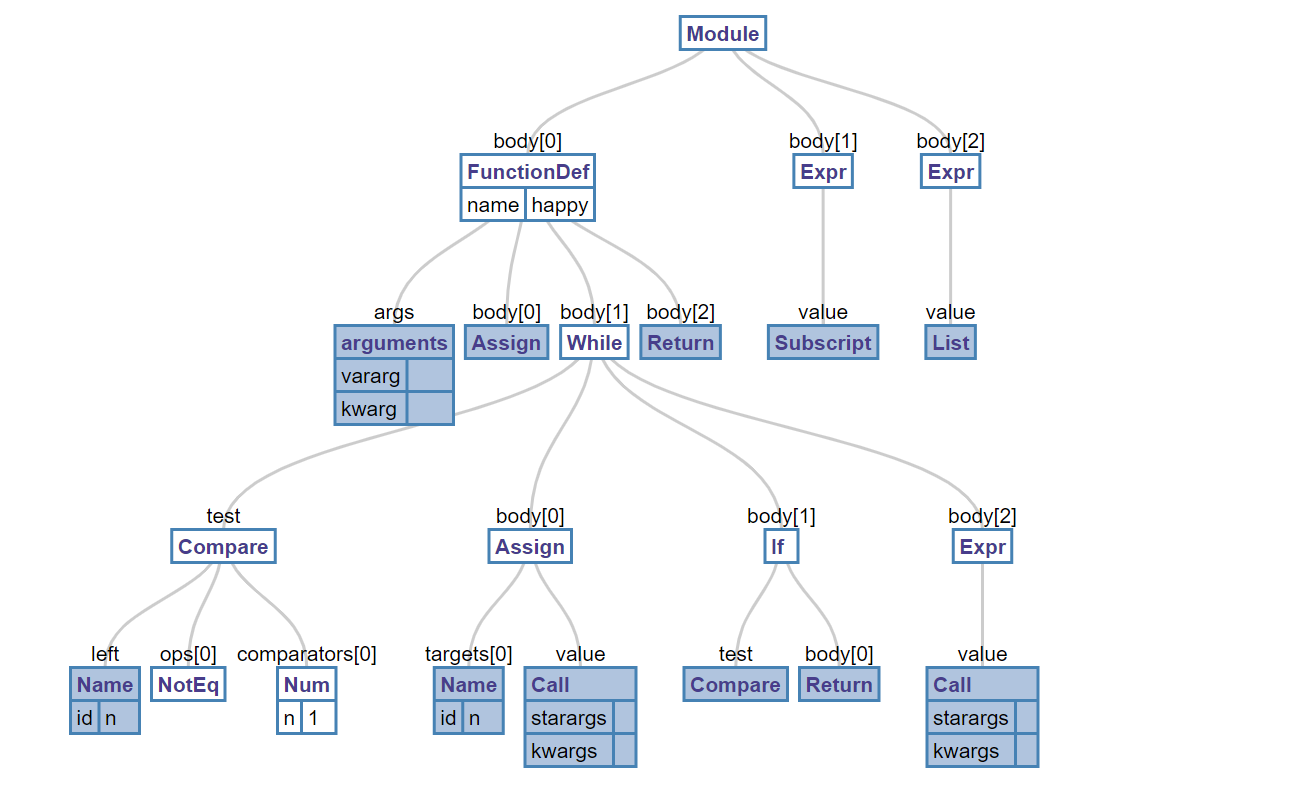 Module
body[0] body[1] body[2]
FunctionDef Expr Expr
name happy
args body[0] body[1] body[2] value value
arguments Assign While Return Subscript List
vararg
kwarg
test body[0] body[1] body[2]
Compare Assign If Expr
left ops[0] comparators[0] targets[0] value test body[0] value
Name NotEq Num Name Call Compare Return Call
id n n 1 id n starargs starargs
kwargs kwargs